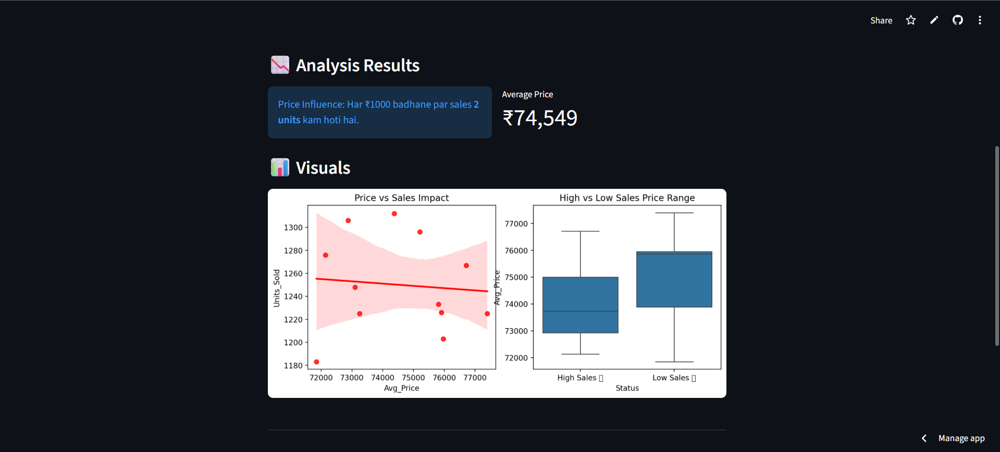 Share
Analysis Results
Price Influence: Har ₹1000 badhane par sales 2
units kam hoti hai.
Average Price
₹74,549
Visuals
Price vs Sales Impact
Units_Sold
1300
1280
1260
1240
1220
1200
1180
72000 73000 74000 75000 76000 77000
Avg_Price
High vs Low Sales Price Range
Avg_Price
77000
76000
75000
74000
73000
72000
High Sales Low Sales
Status
Manage app